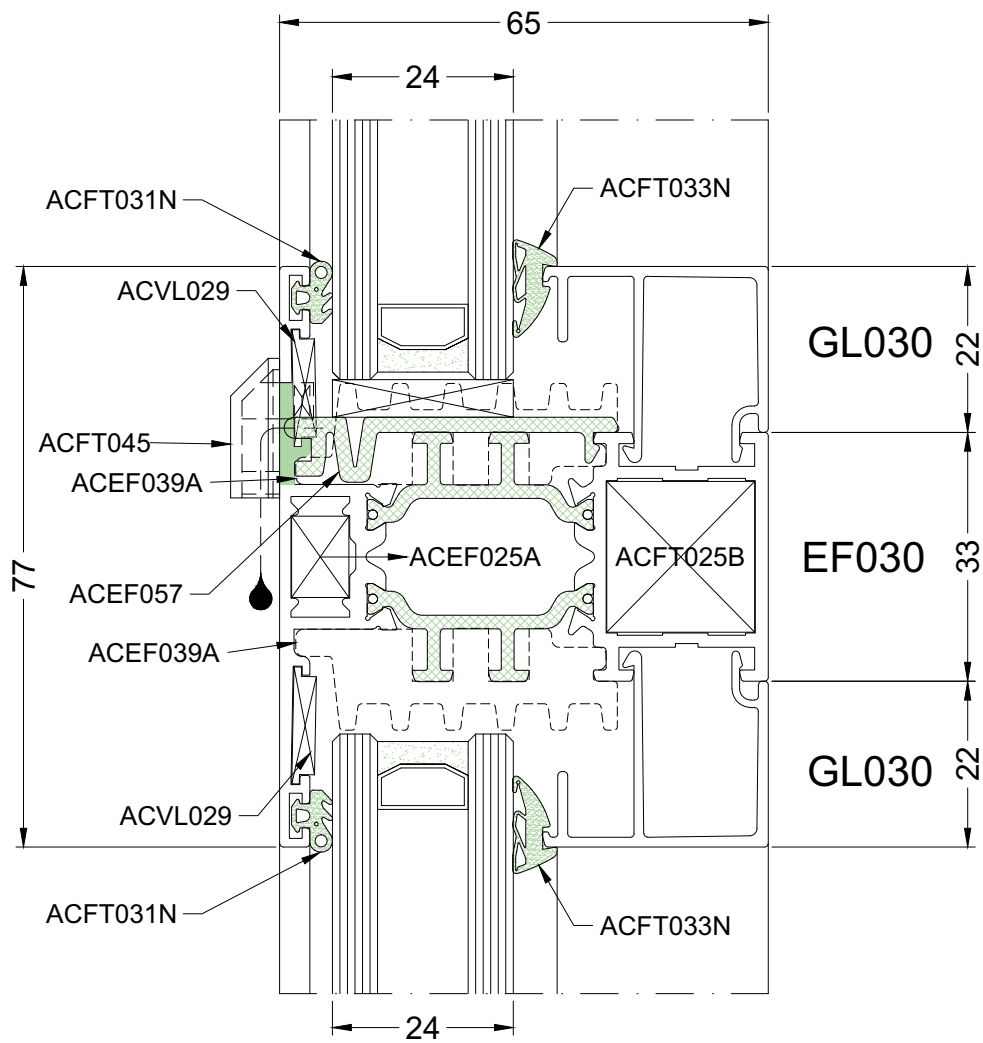 65
24
ACFT031N
ACFT033N
ACVL029
GL030
22
ACFT045
ACEF039A
77
ACEF025A
ACFT025B
EF030
33
ACEF057
ACEF039A
ACVL029
GL030
22
ACFT031N
ACFT033N
24